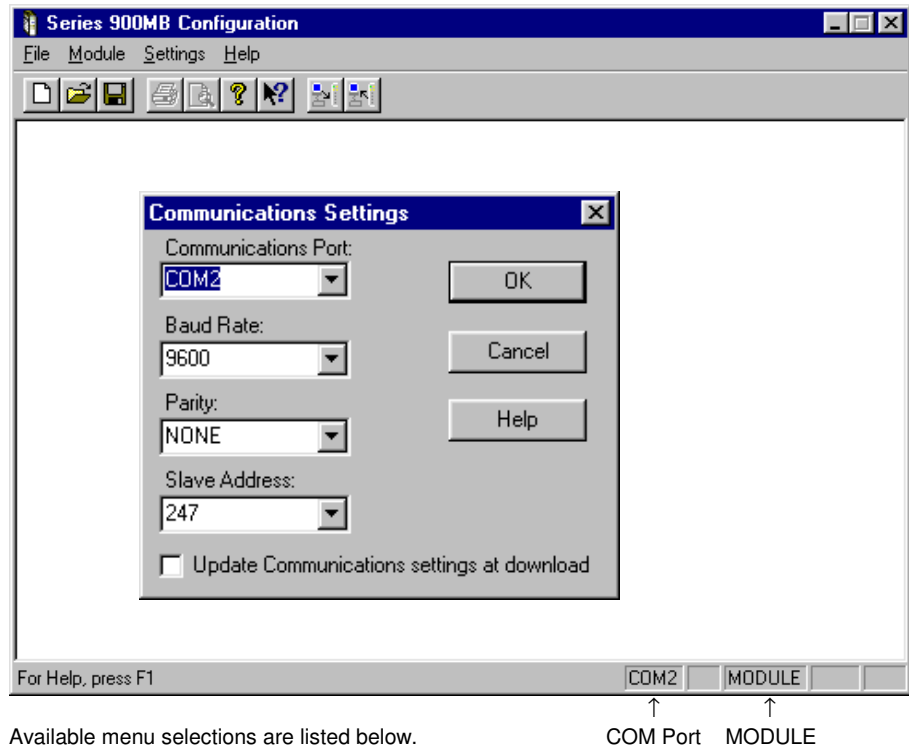 Series 900MB Configuration
File Module Settings Help
Communications Settings
Communications Port:
COM2
OK
Baud Rate:
9600
Cancel
Parity:
NONE
Help
Slave Address:
247
Update Communications settings at download
For Help, press F1 COM2 MODULE
↑ ↑
Available menu selections are listed below. COM Port MODULE